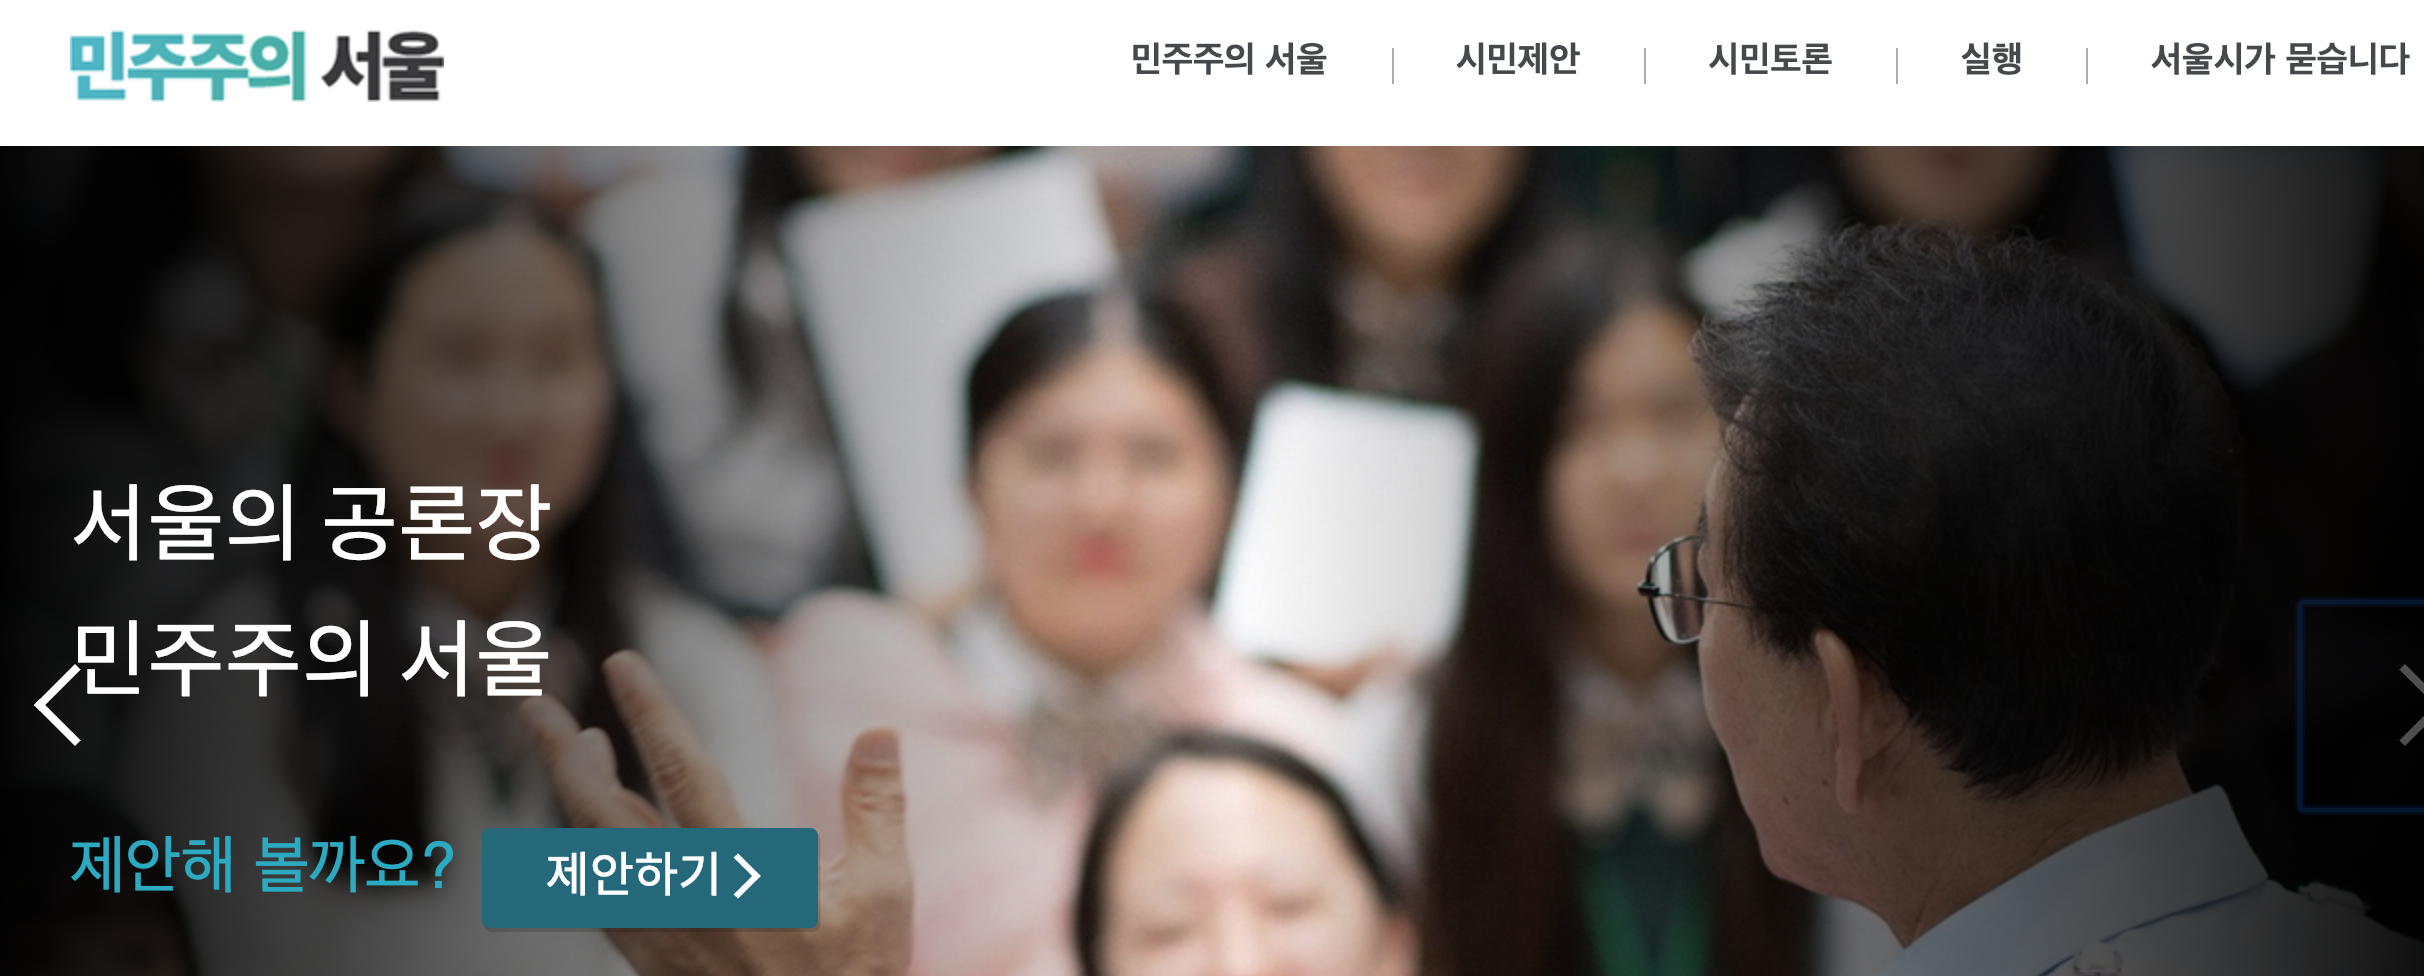 민주주의 서울
민주주의 서울 | 시민제안 | 시민토론 | 실행 | 서울시가 묻습니다
서울의 공론장
민주주의 서울
제안해 볼까요?
제안하기